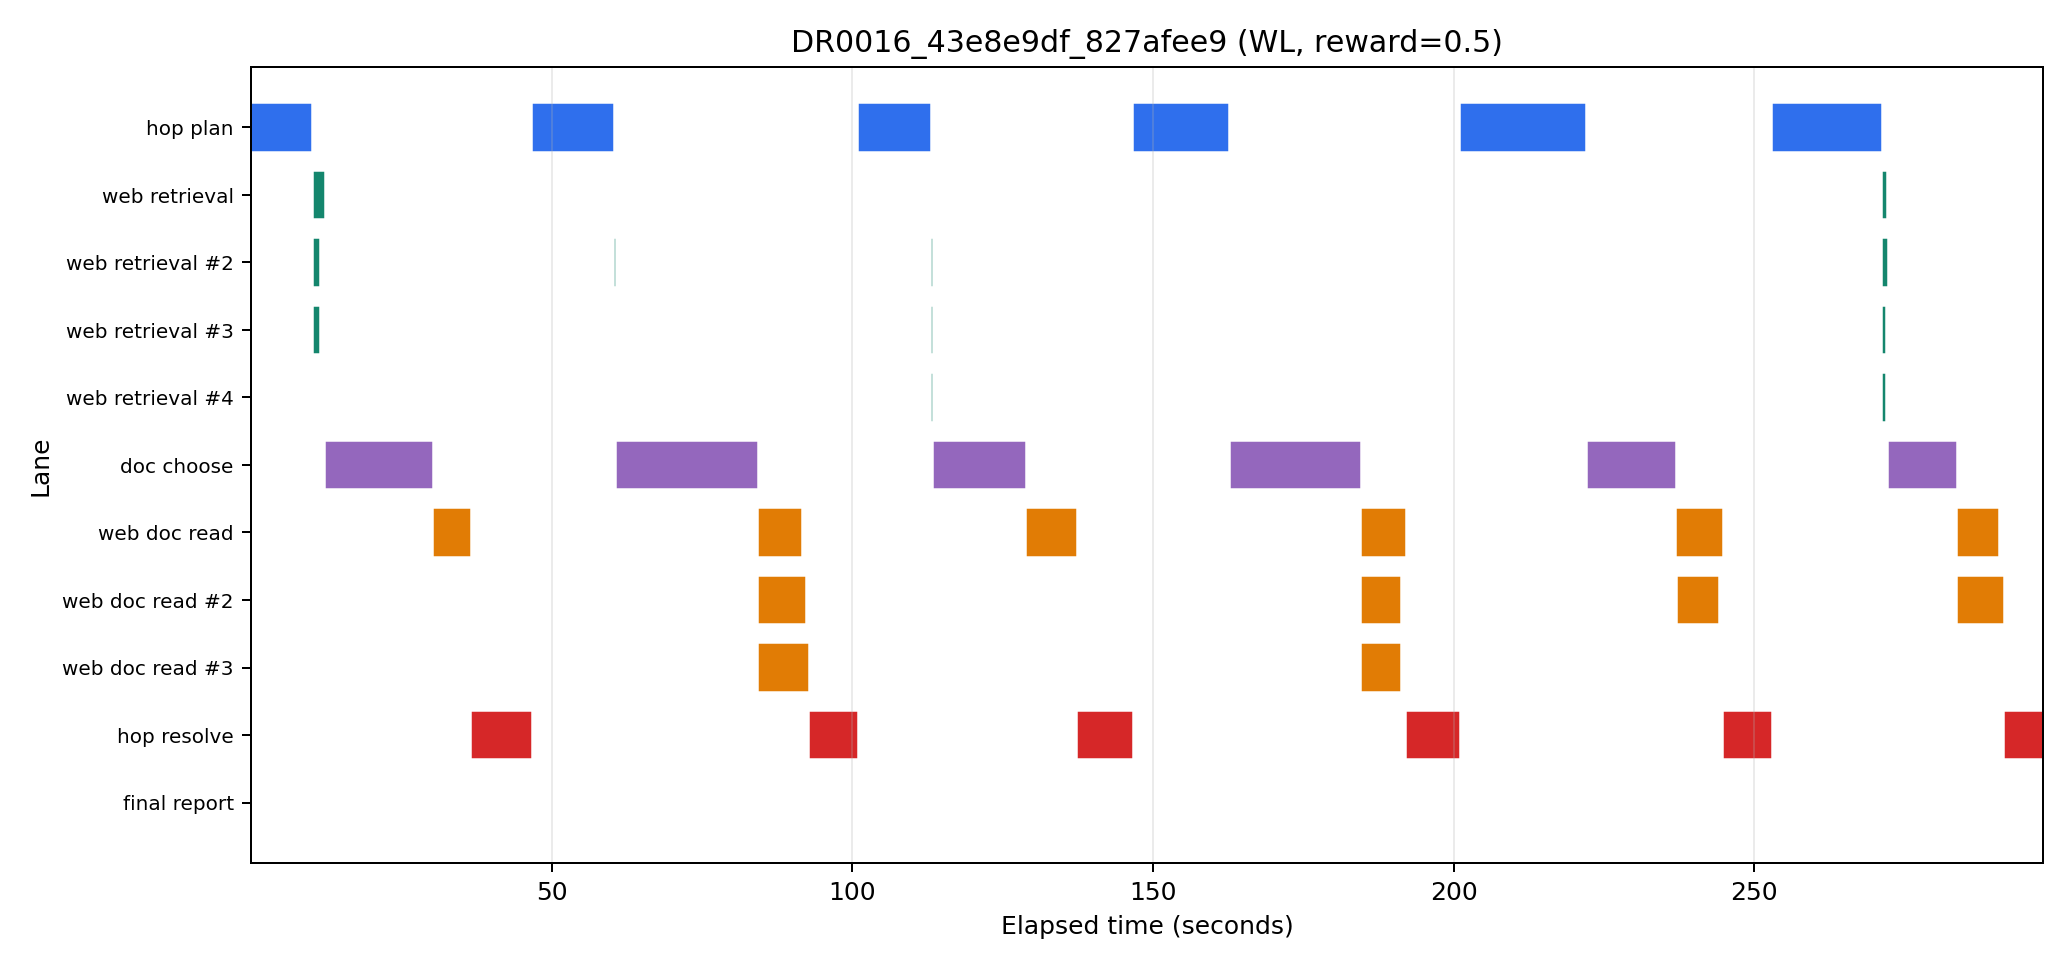 DR0016_43e8e9df_827afee9 (WL, reward=0.5)
hop plan
web retrieval
web retrieval #2
web retrieval #3
web retrieval #4
doc choose
web doc read
web doc read #2
web doc read #3
hop resolve
final report
Lane
50 100 150 200 250
Elapsed time (seconds)